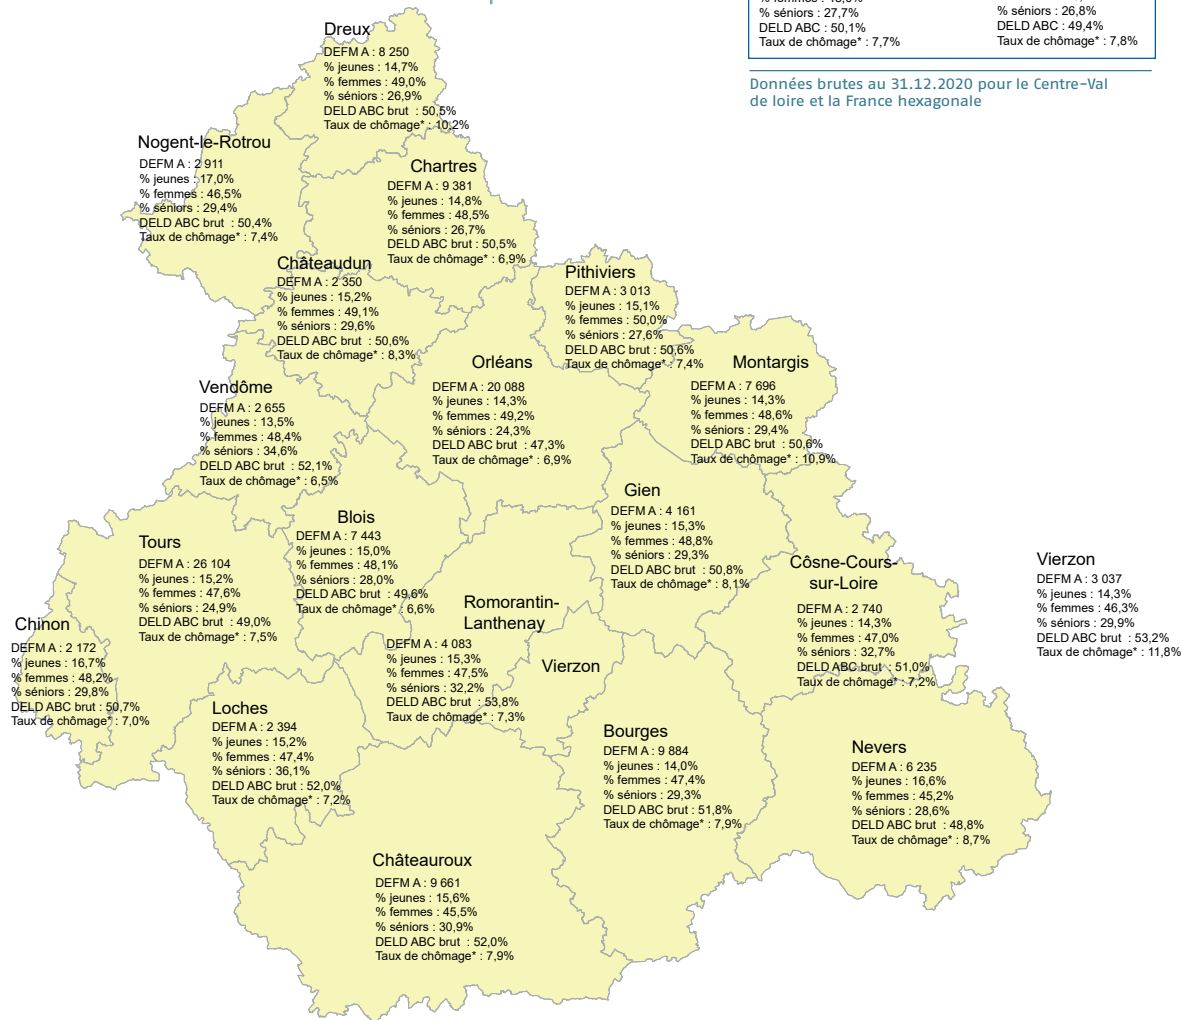 % séniors : 27,7%
DELD ABC : 50,1%
Taux de chômage* : 7,7%
% séniors : 26,8%
DELD ABC : 49,4%
Taux de chômage* : 7,8%
Données brutes au 31.12.2020 pour le Centre-Val
de loire et la France hexagonale
Dreux
DEFM A : 8 250
% jeunes : 14,7%
% femmes : 49,0%
% séniors : 26,9%
DELD ABC brut : 50,5%
Taux de chômage* : 10,2%
Nogent-le-Rotrou
DEFM A : 2 911
% jeunes : 17,0%
% femmes : 46,5%
% séniors : 29,4%
DELD ABC brut : 50,4%
Taux de chômage* : 7,4%
Chartres
DEFM A : 9 381
% jeunes : 14,8%
% femmes : 48,5%
% séniors : 26,7%
DELD ABC brut : 50,5%
Taux de chômage* : 6,9%
Châteaudun
DEFM A : 2 350
% jeunes : 15,2%
% femmes : 49,1%
% séniors : 29,6%
DELD ABC brut : 50,6%
Taux de chômage* : 8,3%
Pithiviers
DEFM A : 3 013
% jeunes : 15,1%
% femmes : 50,0%
% séniors : 27,6%
DELD ABC brut : 50,6%
Taux de chômage* : 7,4%
Orléans
DEFM A : 20 088
% jeunes : 14,3%
% femmes : 49,2%
% séniors : 24,3%
DELD ABC brut : 47,3%
Taux de chômage* : 6,9%
Montargis
DEFM A : 7 696
% jeunes : 14,3%
% femmes : 48,6%
% séniors : 29,4%
DELD ABC brut : 50,6%
Taux de chômage* : 10,9%
Vendôme
DEFM A : 2 655
% jeunes : 13,5%
% femmes : 48,4%
% séniors : 34,6%
DELD ABC brut : 52,1%
Taux de chômage* : 6,5%
Gien
DEFM A : 4 161
% jeunes : 15,3%
% femmes : 48,8%
% séniors : 29,3%
DELD ABC brut : 50,8%
Taux de chômage* : 8,1%
Blois
DEFM A : 7 443
% jeunes : 15,0%
% femmes : 48,1%
% séniors : 28,0%
DELD ABC brut : 49,6%
Taux de chômage* : 6,6%
Tours
DEFM A : 26 104
% jeunes : 15,2%
% femmes : 47,6%
% séniors : 24,9%
DELD ABC brut : 49,0%
Taux de chômage* : 7,5%
Côsne-Cours-
sur-Loire
DEFM A : 2 740
% jeunes : 14,3%
% femmes : 47,0%
% séniors : 32,7%
DELD ABC brut : 51,0%
Taux de chômage* : 7,2%
Vierzon
DEFM A : 3 037
% jeunes : 14,3%
% femmes : 46,3%
% séniors : 29,9%
DELD ABC brut : 53,2%
Taux de chômage* : 11,8%
Chinon
DEFM A : 2 172
% jeunes : 16,7%
% femmes : 48,2%
% séniors : 29,8%
DELD ABC brut : 50,7%
Taux de chômage* : 7,0%
Romorantin-
Lanthenay
DEFM A : 4 083
% jeunes : 15,3%
% femmes : 47,5%
% séniors : 32,2%
DELD ABC brut : 53,8%
Taux de chômage* : 7,3%
Vierzon
Loches
DEFM A : 2 394
% jeunes : 15,2%
% femmes : 47,4%
% séniors : 36,1%
DELD ABC brut : 52,0%
Taux de chômage* : 7,2%
Bourges
DEFM A : 9 884
% jeunes : 14,0%
% femmes : 47,4%
% séniors : 29,3%
DELD ABC brut : 51,8%
Taux de chômage* : 7,9%
Nevers
DEFM A : 6 235
% jeunes : 16,6%
% femmes : 45,2%
% séniors : 28,6%
DELD ABC brut : 48,8%
Taux de chômage* : 8,7%
Châteauroux
DEFM A : 9 661
% jeunes : 15,6%
% femmes : 45,5%
% séniors : 30,9%
DELD ABC brut : 52,0%
Taux de chômage* : 7,9%